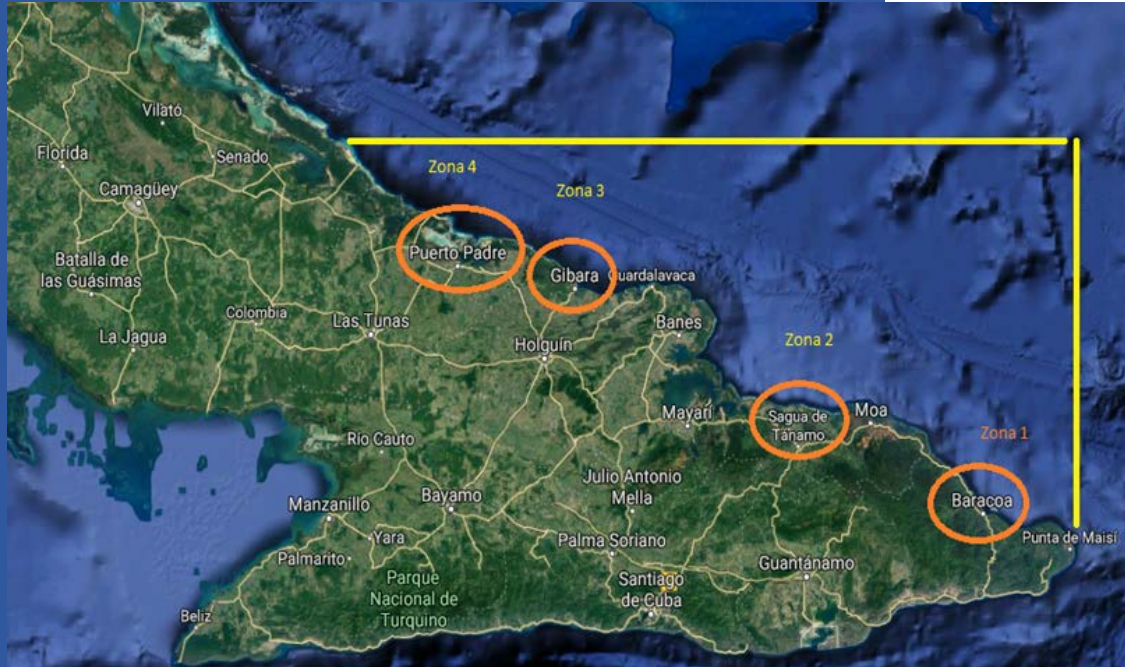 Vilató
Florida
Senado
Camagüey
Zona 4
Zona 3
Batalla de
las Guásimas
Puerto Padre
Gibara
Guardalavaca
La Jagua
Colombia
Las Tunas
Banes
Holguín
Zona 2
Mayarí
Sagua de
Tánamo
Moa
Río Cauto
Zona 1
Julio Antonio
Mella
Manzanillo
Bayamo
Baracoa
Yara
Palma Soriano
Punta de Maisí
Palmarito
Guantánamo
Parque
Nacional de
Turquino
Santiago
de Cuba
Beliz